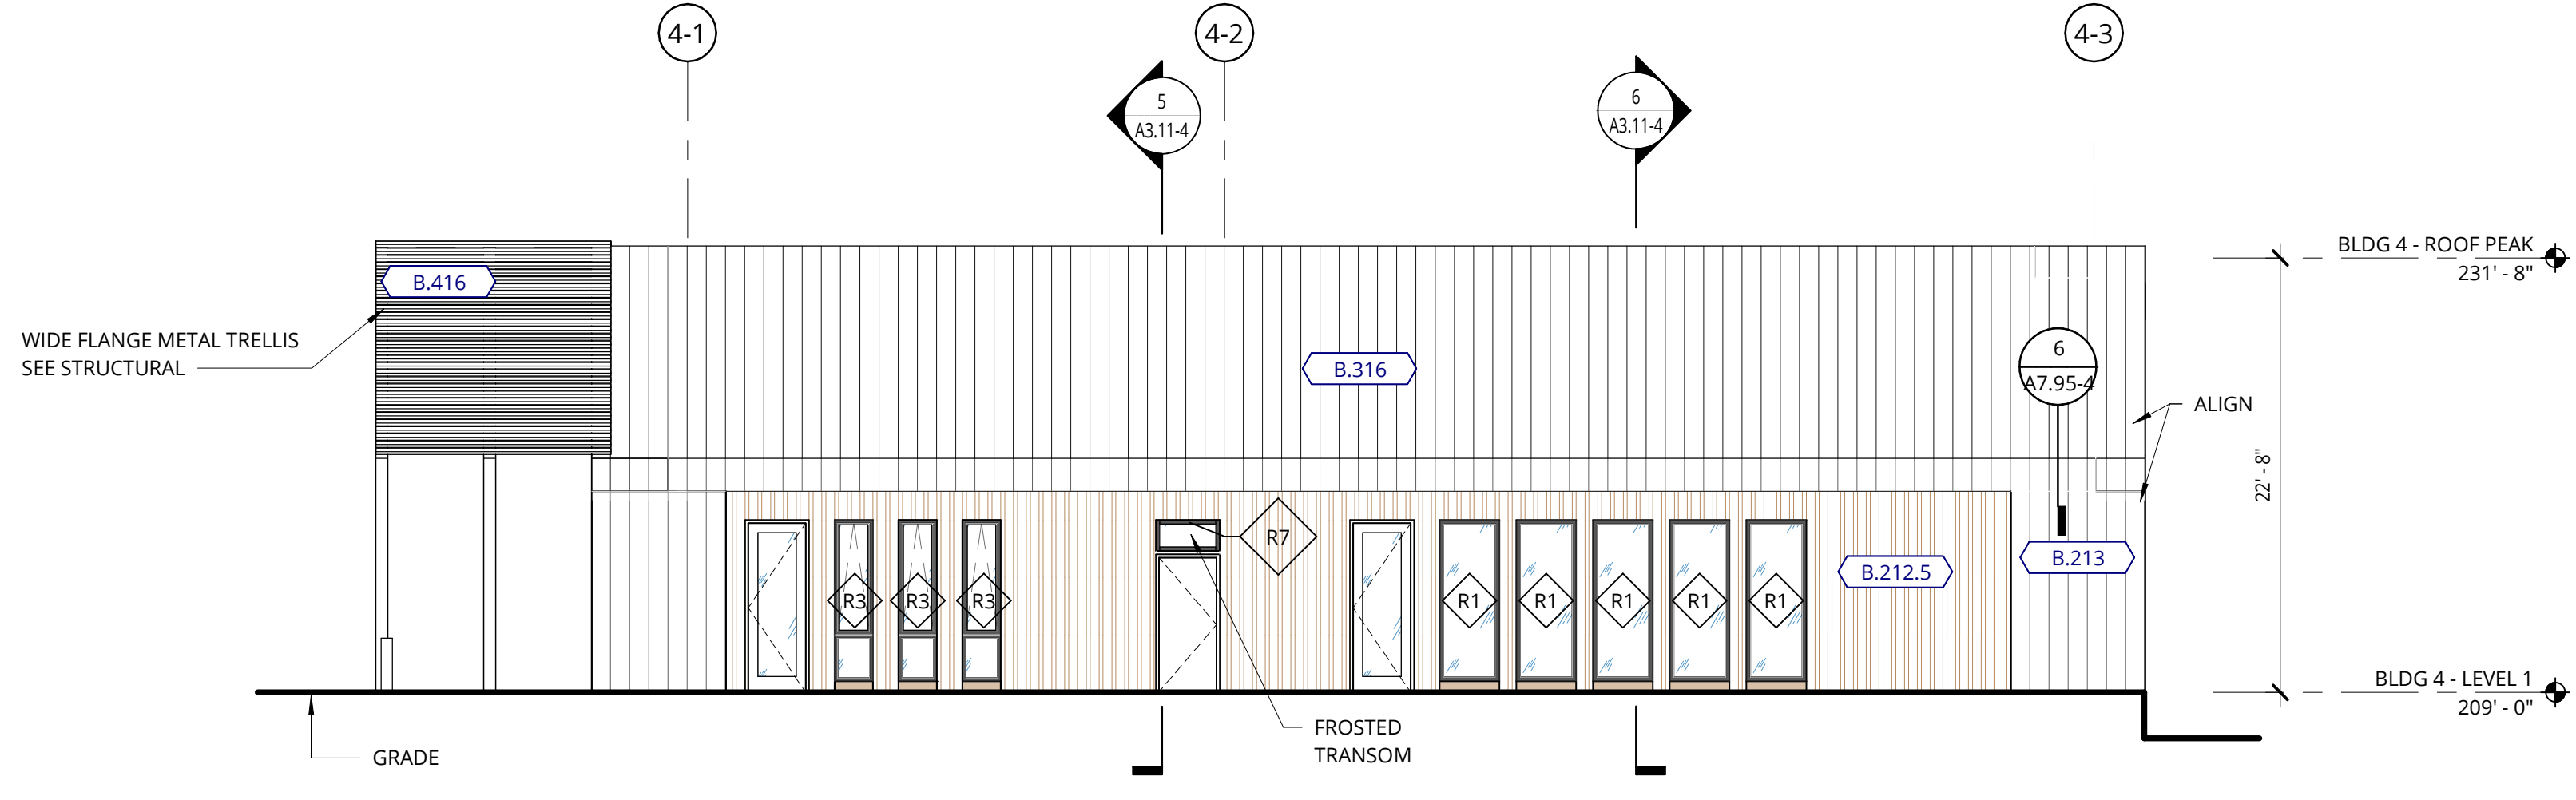 4-1
4-2
4-3
5
A3.11-4
6
A3.11-4
BLDG 4 - ROOF PEAK
231' - 8"
B.416
WIDE FLANGE METAL TRELLIS
SEE STRUCTURAL
B.316
6
A7.95-4
ALIGN
22' - 8"
R7
B.213
B.212.5
R3
R3
R3
R1
R1
R1
R1
R1
BLDG 4 - LEVEL 1
209' - 0"
FROSTED
TRANSOM
GRADE